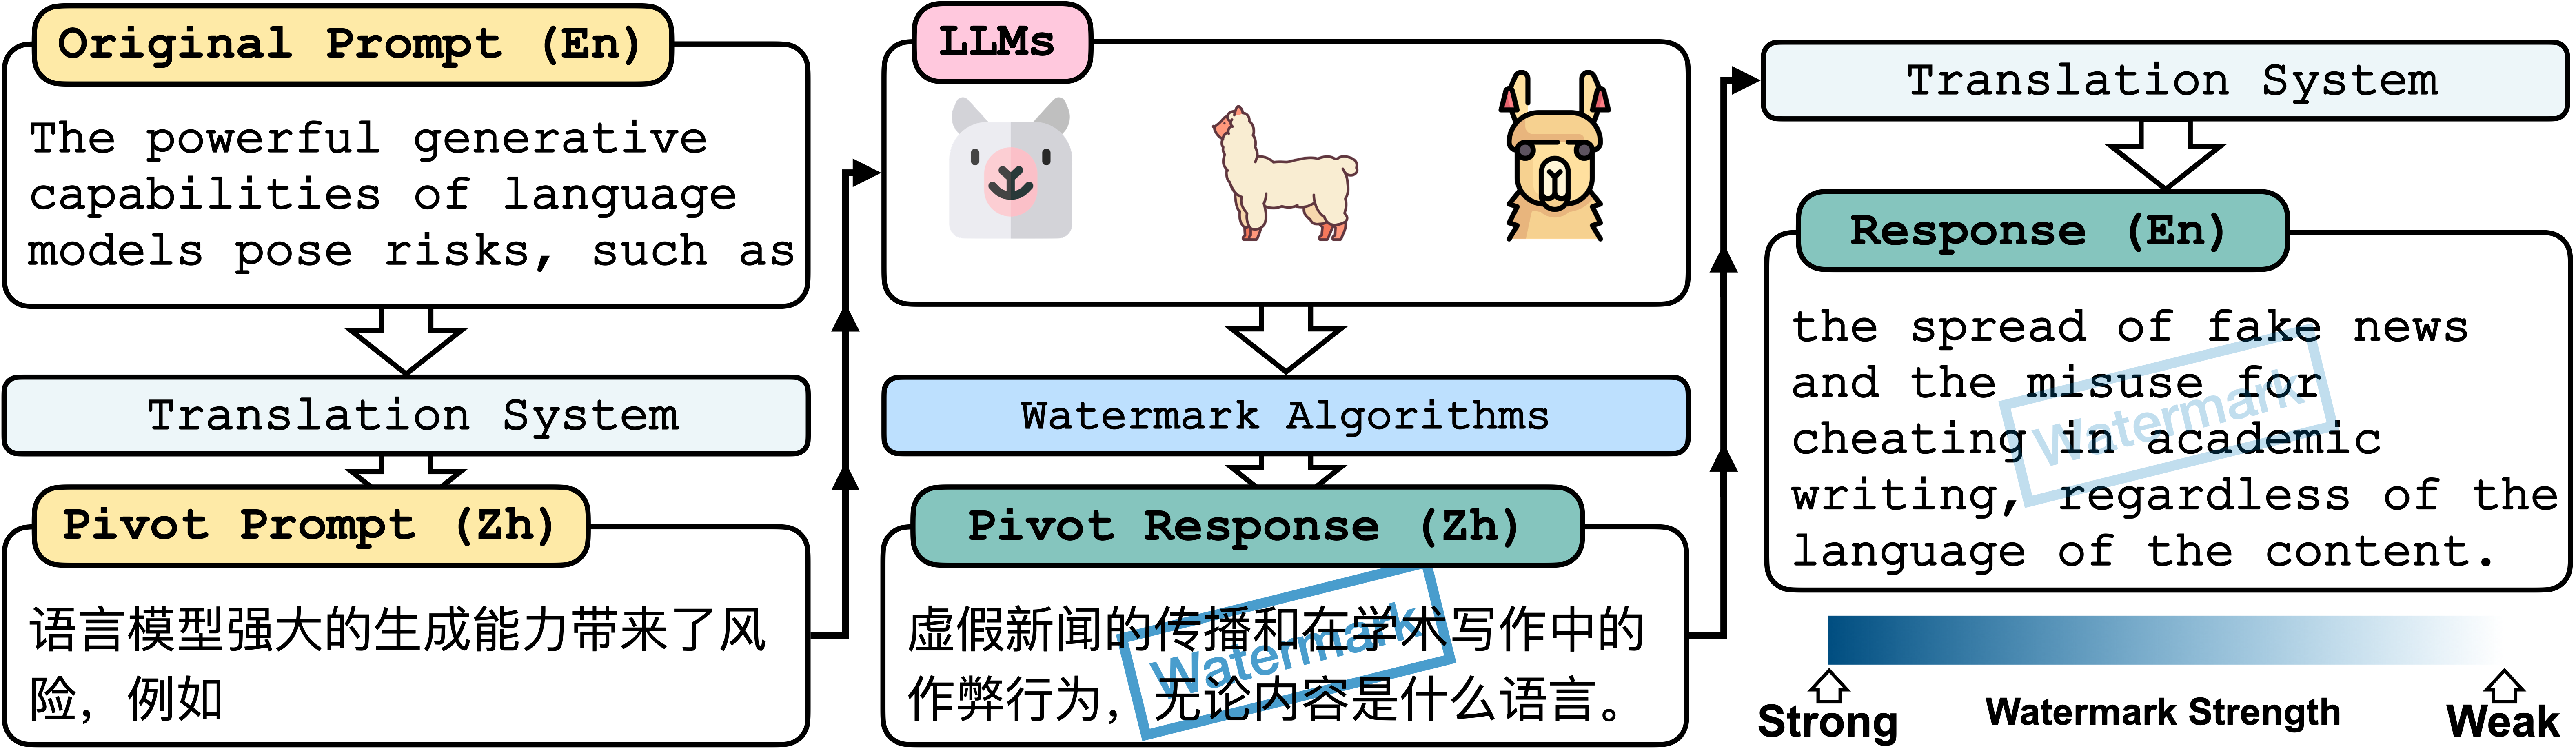 Original Prompt (En)
The powerful generative
capabilities of language
models pose risks, such as
Translation System
Pivot Prompt (Zh)
语言模型强大的生成能力带来了风
险，例如
LLMs
Watermark Algorithms
Pivot Response (Zh)
虚假新闻的传播和在学术写作中的
作弊行为，无论内容是什么语言。
Watermark
Translation System
Response (En)
the spread of fake news
and the misuse for
cheating in academic
writing, regardless of the
language of the content.
Watermark
Strong
Watermark Strength
Weak